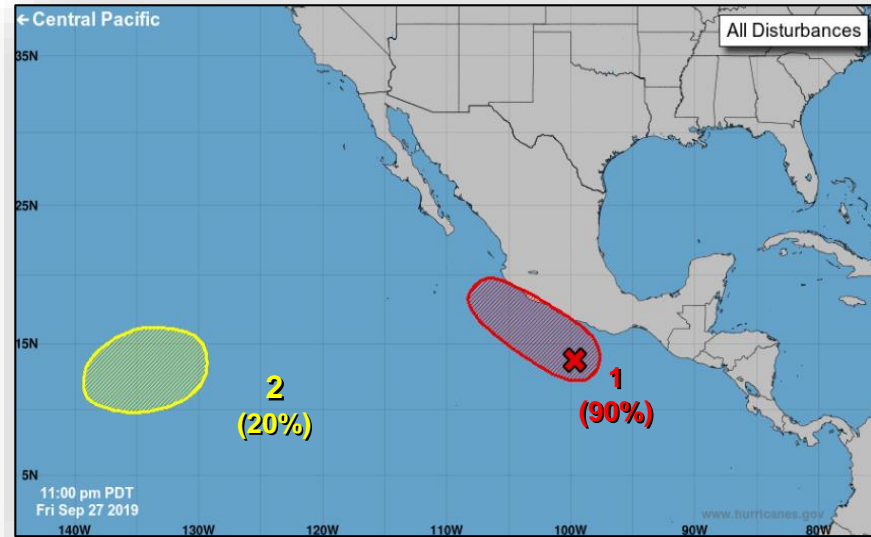 ← Central Pacific
All Disturbances
35N
25N
15N
5N
1
(90%)
2
(20%)
11:00 pm PDT
Fri Sep 27 2019
www.hurricanes.gov
140W 130W 120W 110W 100W 90W 80W